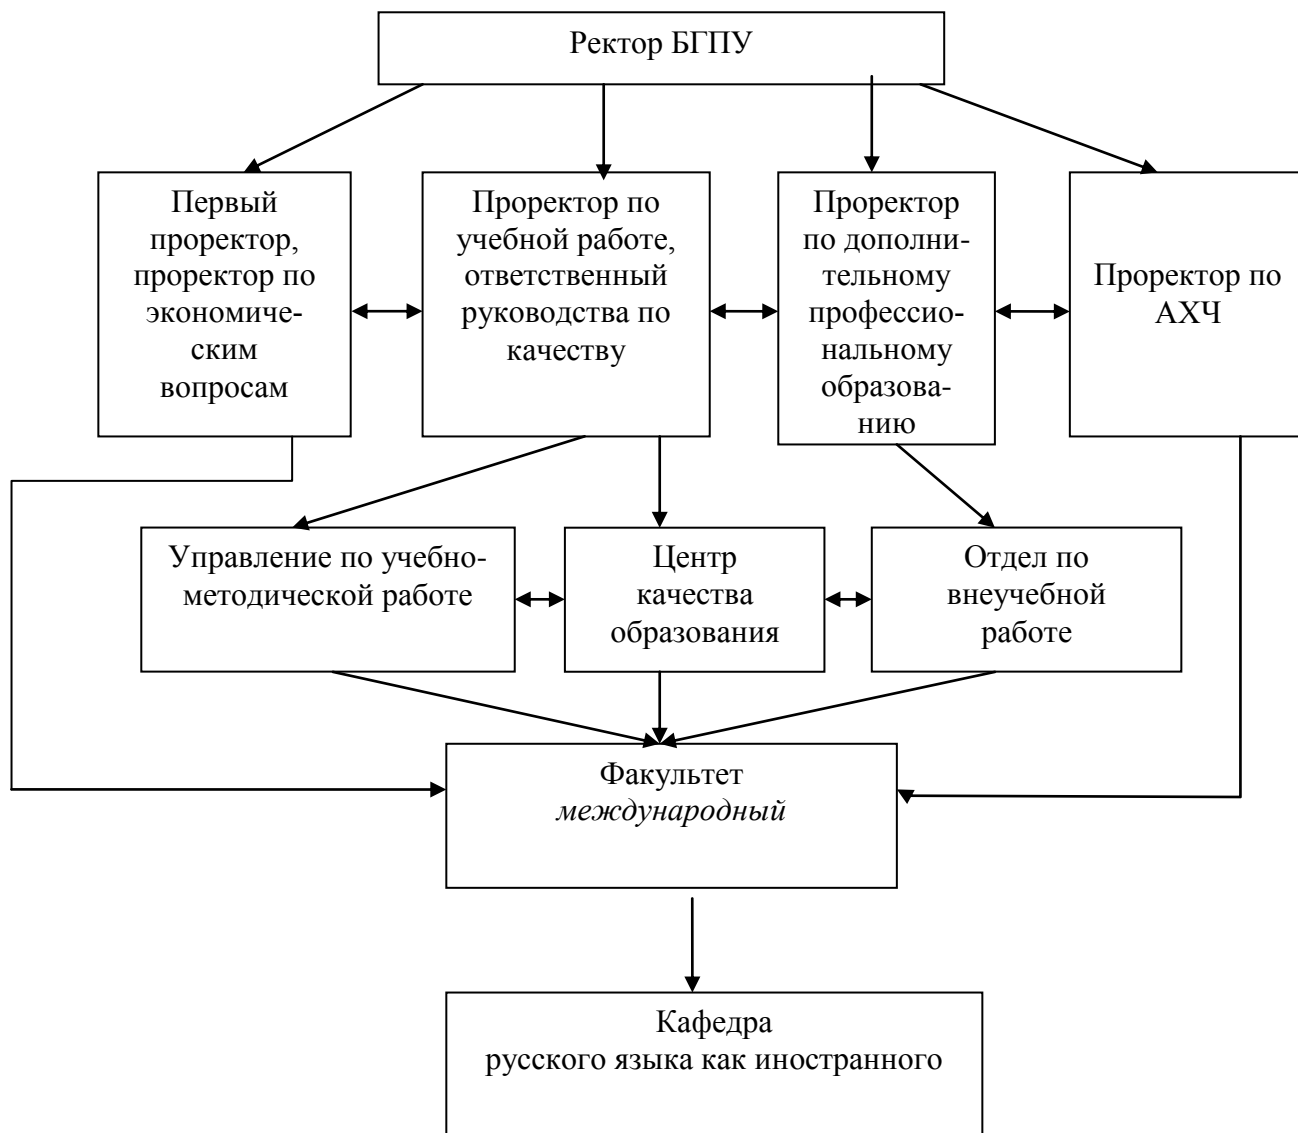 Ректор БГПУ
Первый
проректор,
проректор по
экономиче-
ским
вопросам
Проректор по
учебной работе,
ответственный
руководства по
качеству
Проректор
по дополни-
тельному
профессио-
нальному
образова-
нию
Проректор по
АХЧ
Управление по учебно-
методической работе
Центр
качества
образования
Отдел по
внеучебной
работе
Факультет
международный
Кафедра
русского языка как иностранного